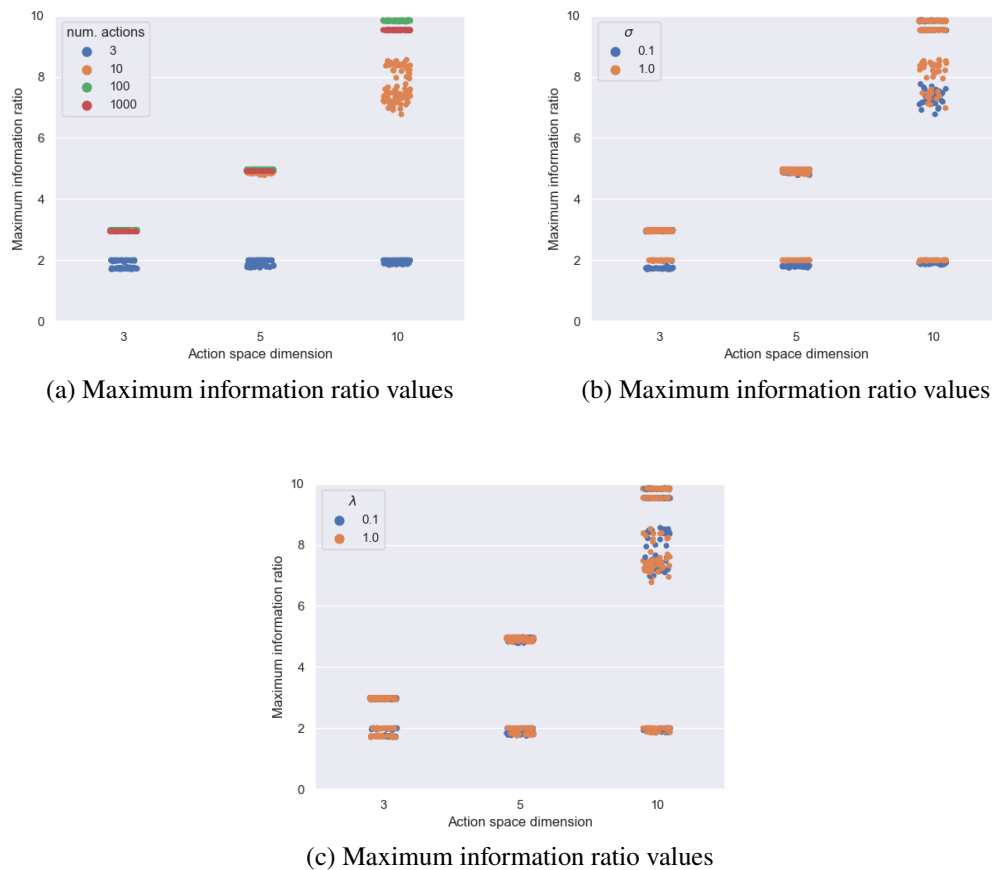 num. actions
3
10
100
1000
10
8
6
4
2
0
Maximum information ratio
3
5
10
Action space dimension
(a) Maximum information ratio values
σ
0.1
1.0
10
8
6
4
2
0
Maximum information ratio
3
5
10
Action space dimension
(b) Maximum information ratio values
λ
0.1
1.0
10
8
6
4
2
0
Maximum information ratio
3
5
10
Action space dimension
(c) Maximum information ratio values